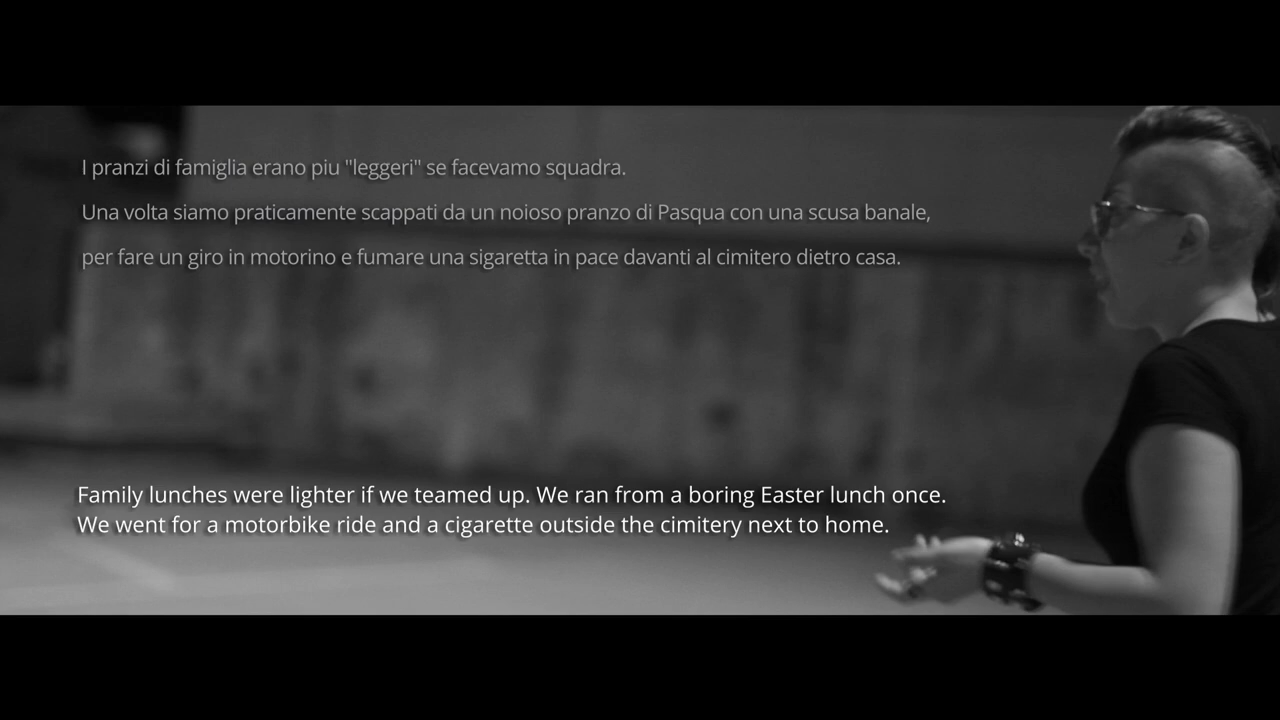 I pranzi di famiglia erano piu "leggeri" se facevamo squadra.
Una volta siamo praticamente scappati da un noioso pranzo di Pasqua con una scusa banale,
per fare un giro in motorino e fumare una sigaretta in pace davanti al cimitero dietro casa.
Family lunches were lighter if we teamed up. We ran from a boring Easter lunch once.
We went for a motorbike ride and a cigarette outside the cimitery next to home.